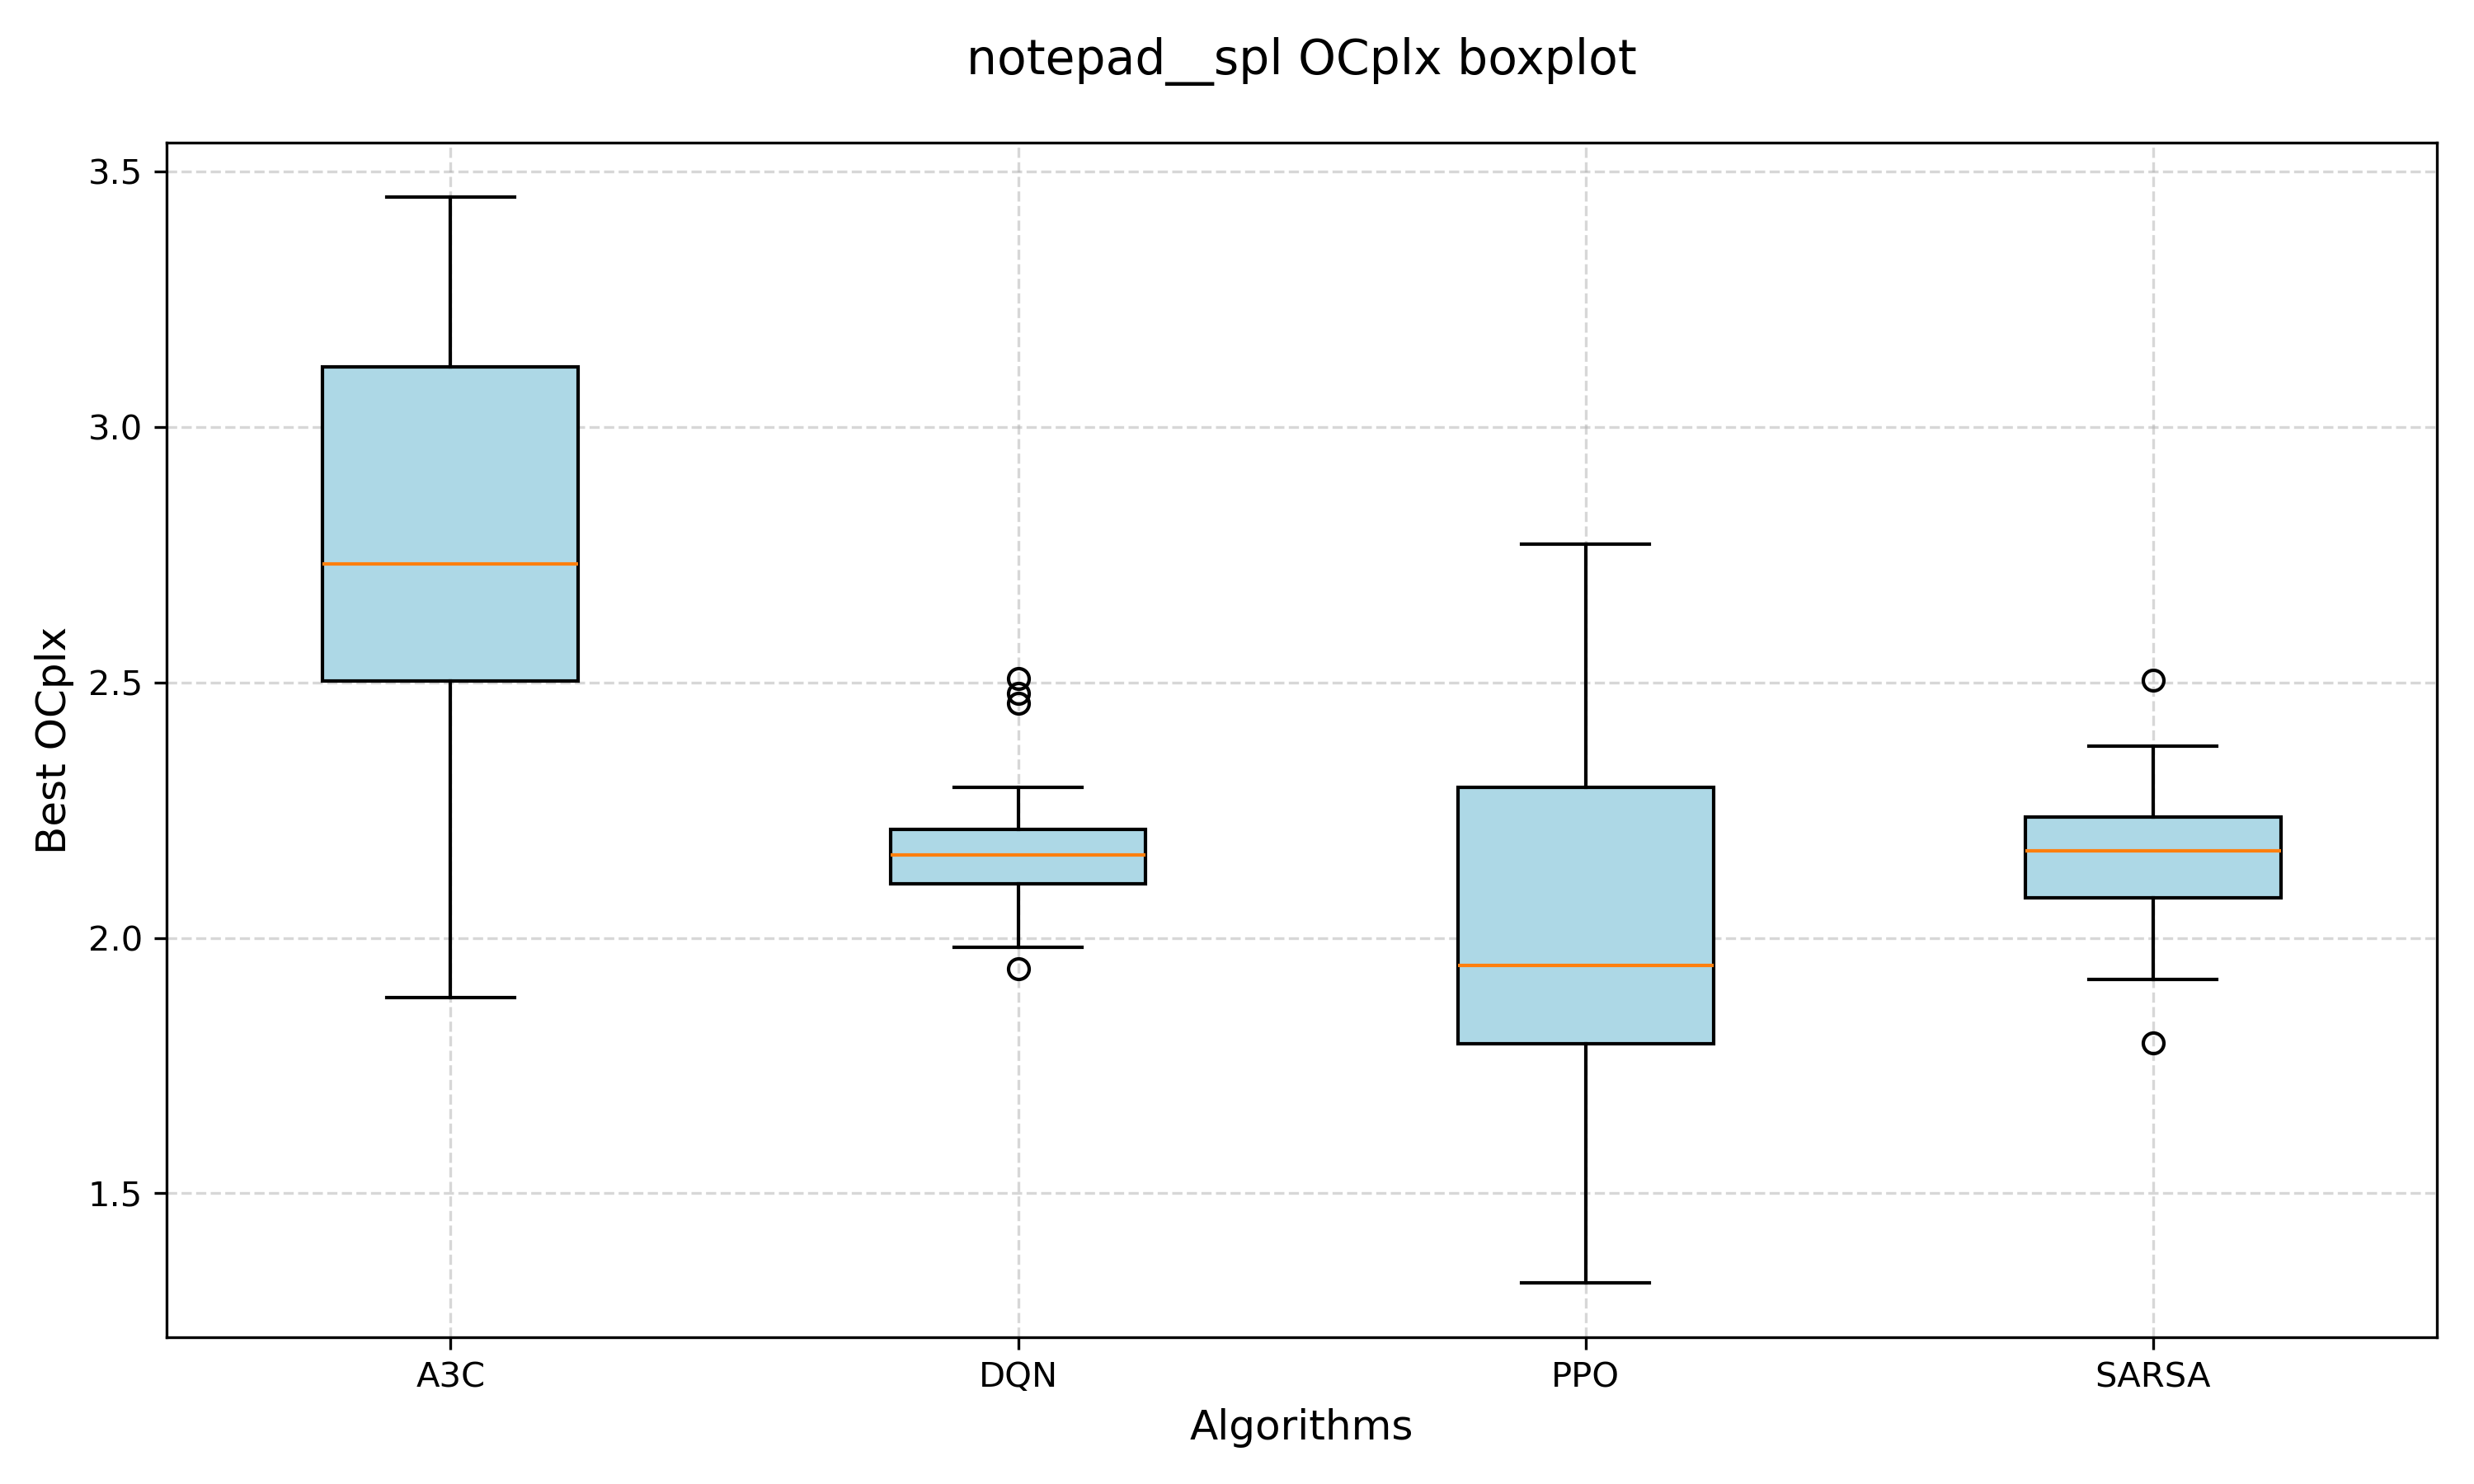 notepad__spl OCplx boxplot
3.5
3.0
2.5
2.0
1.5
Best OCplx
A3C DQN PPO SARSA
Algorithms